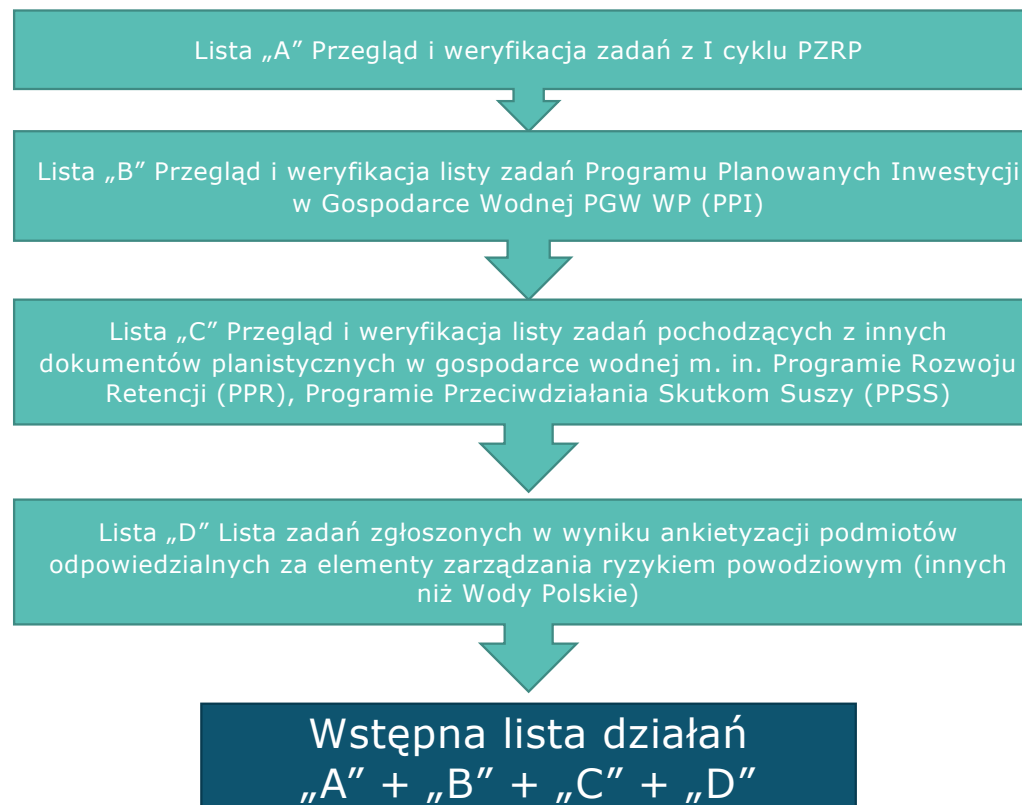 Lista „A” Przegląd i weryfikacja zadań z I cyklu PZRP
Lista „B” Przegląd i weryfikacja listy zadań Programu Planowanych Inwestycji
w Gospodarce Wodnej PGW WP (PPI)
Lista „C” Przegląd i weryfikacja listy zadań pochodzących z innych
dokumentów planistycznych w gospodarce wodnej m. in. Programie Rozwoju
Retencji (PPR), Programie Przeciwdziałania Skutkom Suszy (PPSS)
Lista „D” Lista zadań zgłoszonych w wyniku ankietyzacji podmiotów
odpowiedzialnych za elementy zarządzania ryzykiem powodziowym (innych
niż Wody Polskie)
Wstępna lista działań
„A” + „B” + „C” + „D”